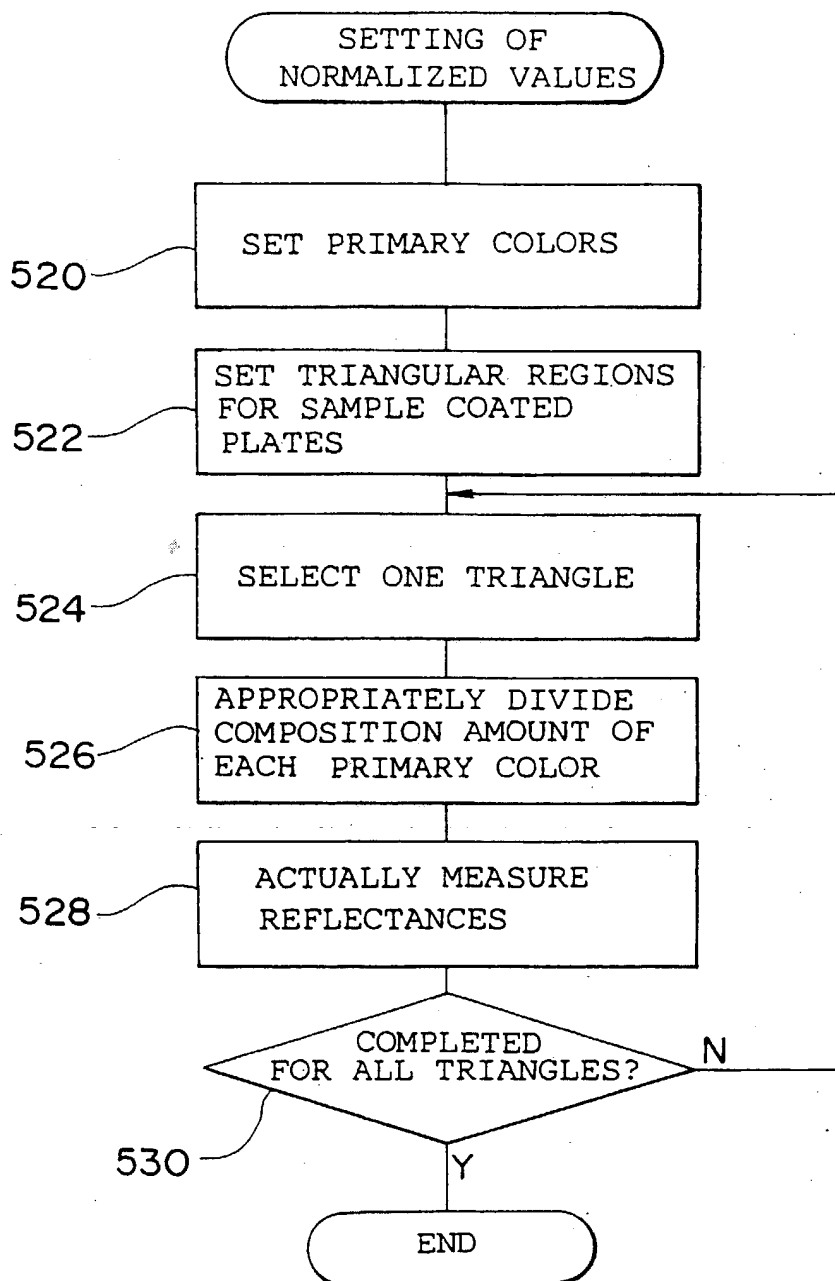 SETTING OF
NORMALIZED VALUES
SET PRIMARY COLORS
520
SET TRIANGULAR REGIONS
FOR SAMPLE COATED
PLATES
522
SELECT ONE TRIANGLE
524
APPROPRIATELY DIVIDE
COMPOSITION AMOUNT OF
EACH PRIMARY COLOR
526
ACTUALLY MEASURE
REFLECTANCES
528
COMPLETED
FOR ALL TRIANGLES?
N
530
Y
END